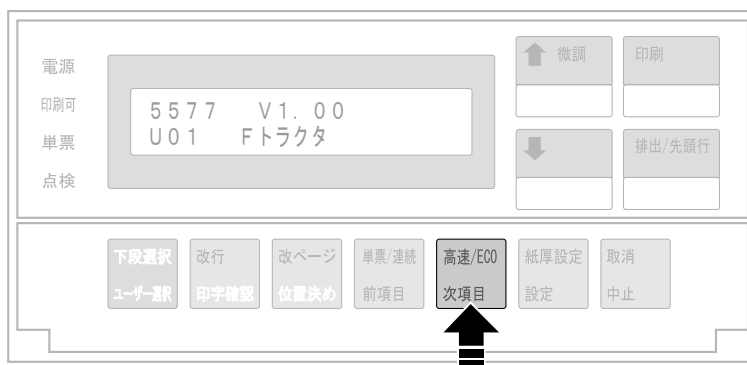 電源
印刷可
単票
点検
5577 V1.00
U01 Fトラクタ
微調
印刷
排出/先頭行
下段選択
ユーザー選択
改行
印字確認
改ページ
位置決め
単票/連続
前項目
高速/ECO
次項目
紙厚設定
設定
取消
中止